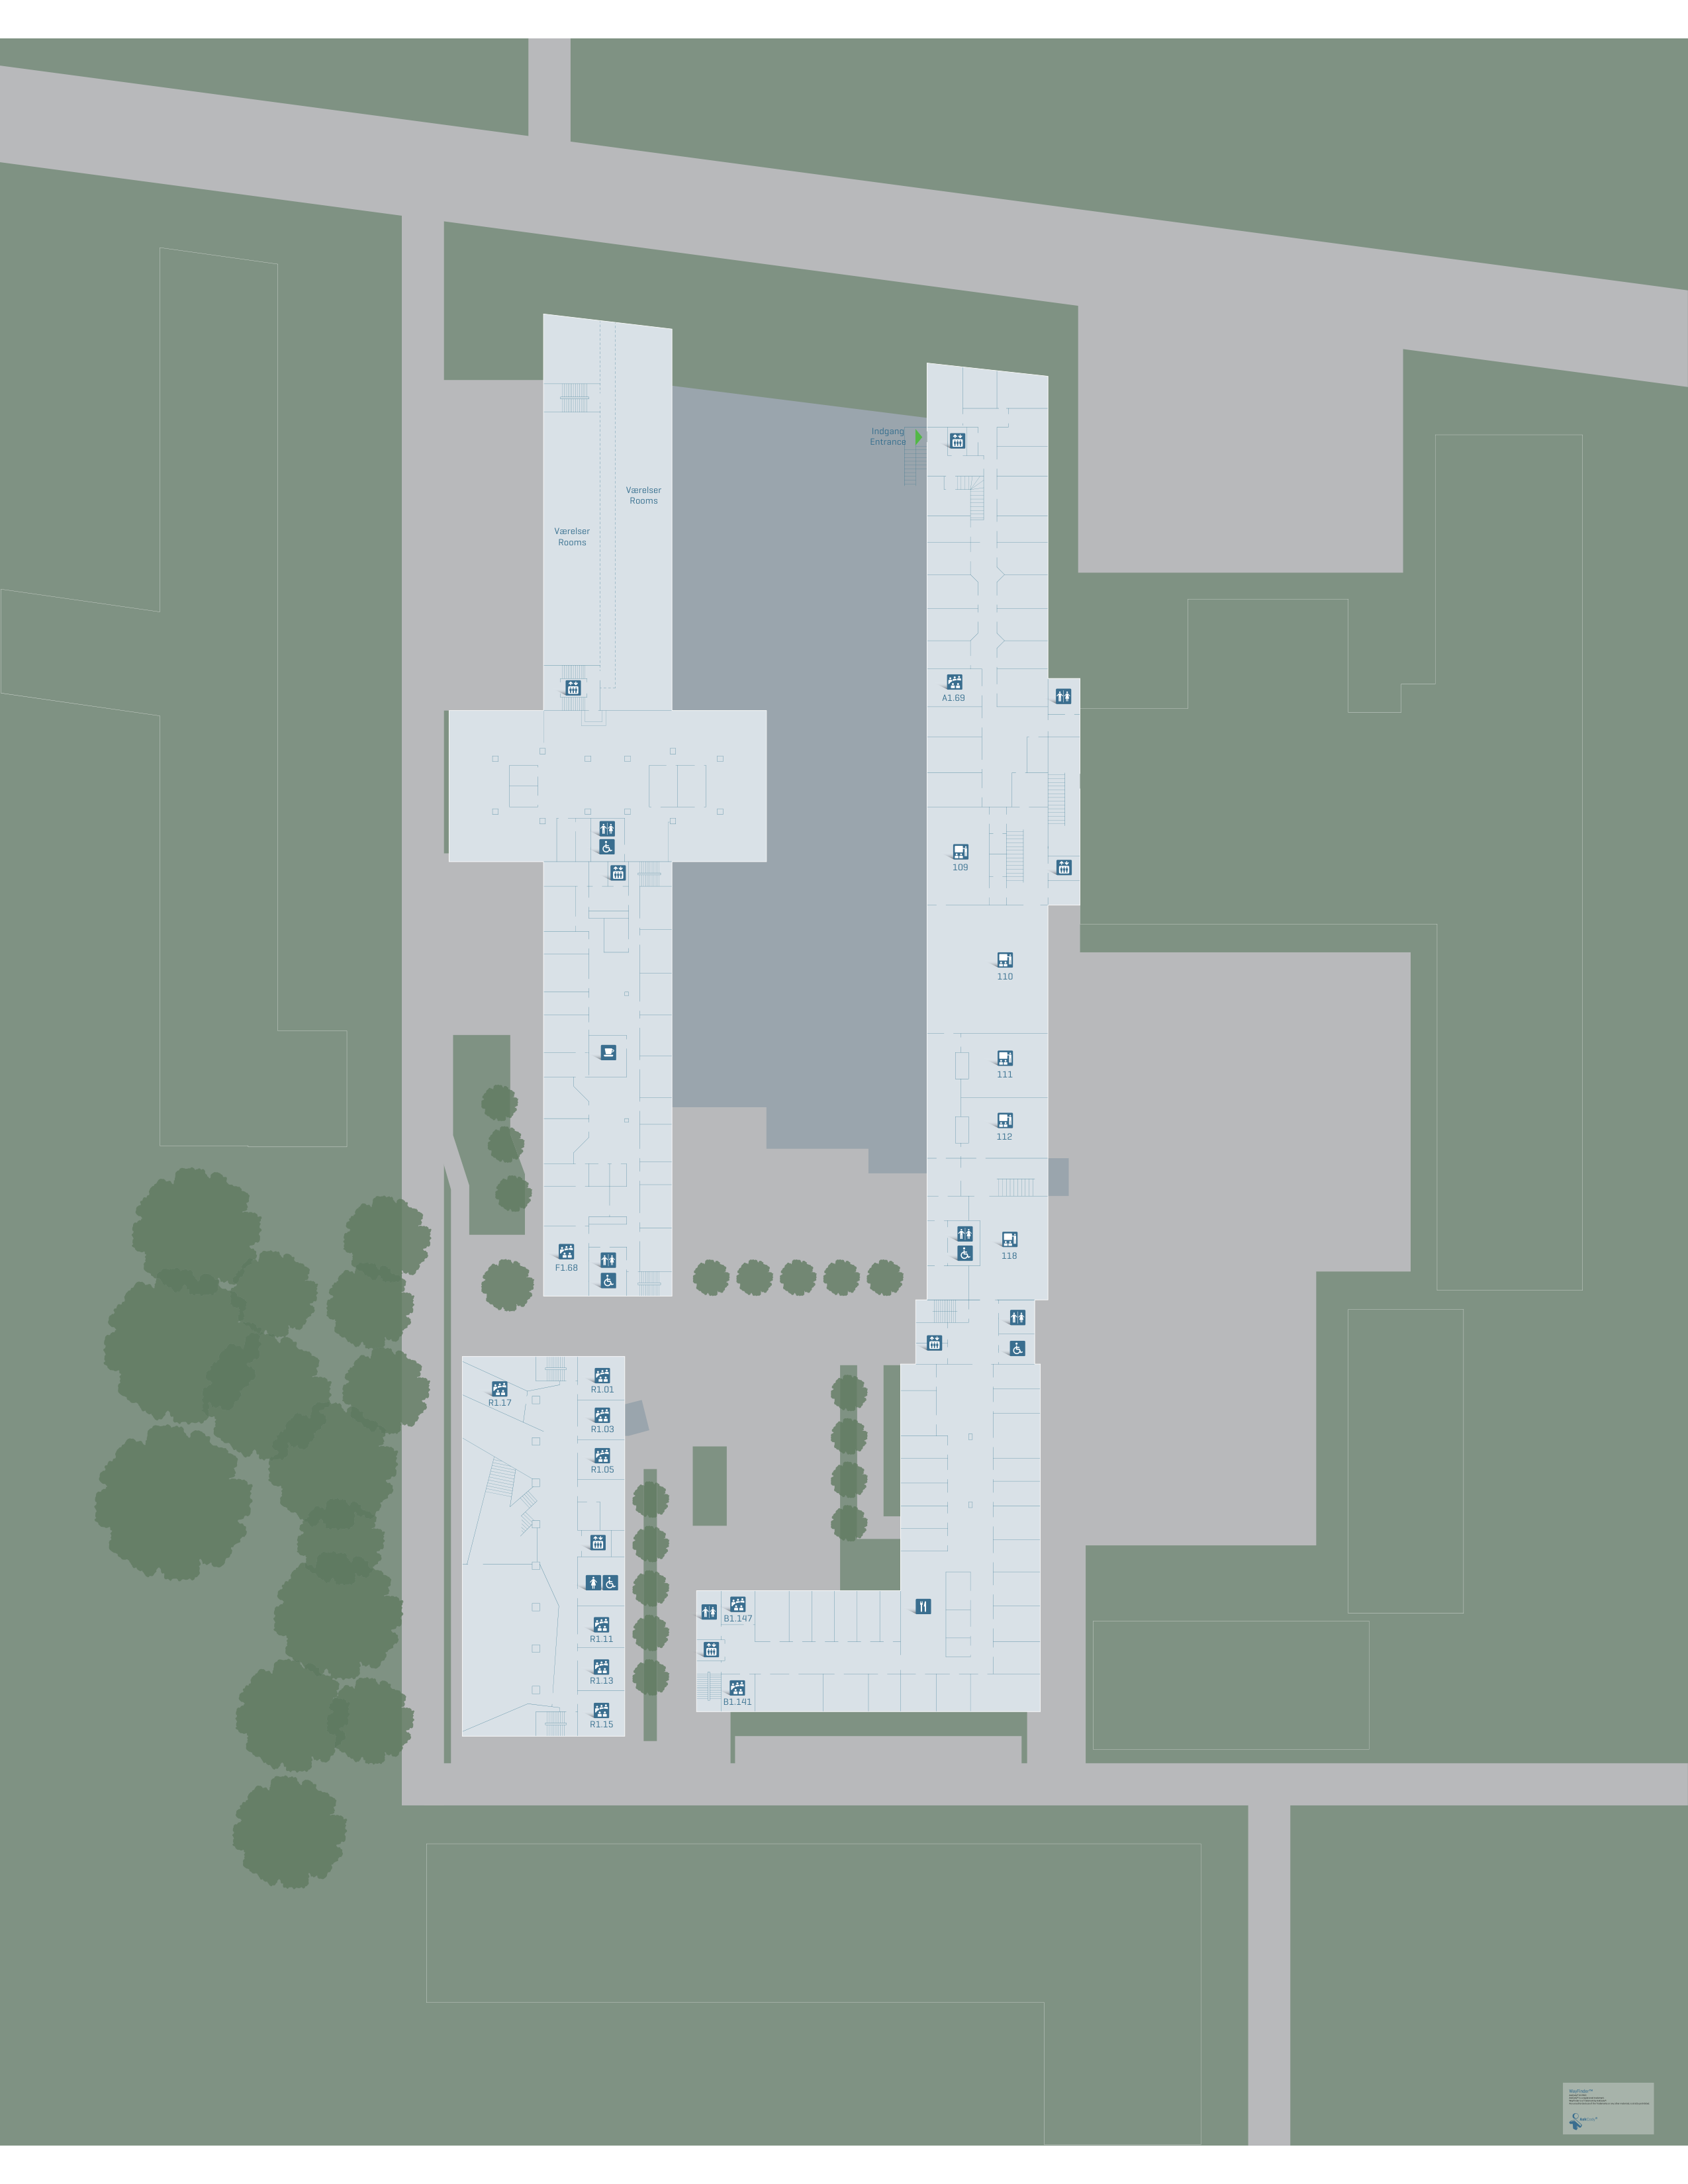 Indgang
Entrance
Værelser
Rooms
Værelser
Rooms
A1.69
109
110
111
112
118
F1.68
R1.01
R1.17
R1.03
R1.05
B1.147
R1.11
R1.13
B1.141
R1.15